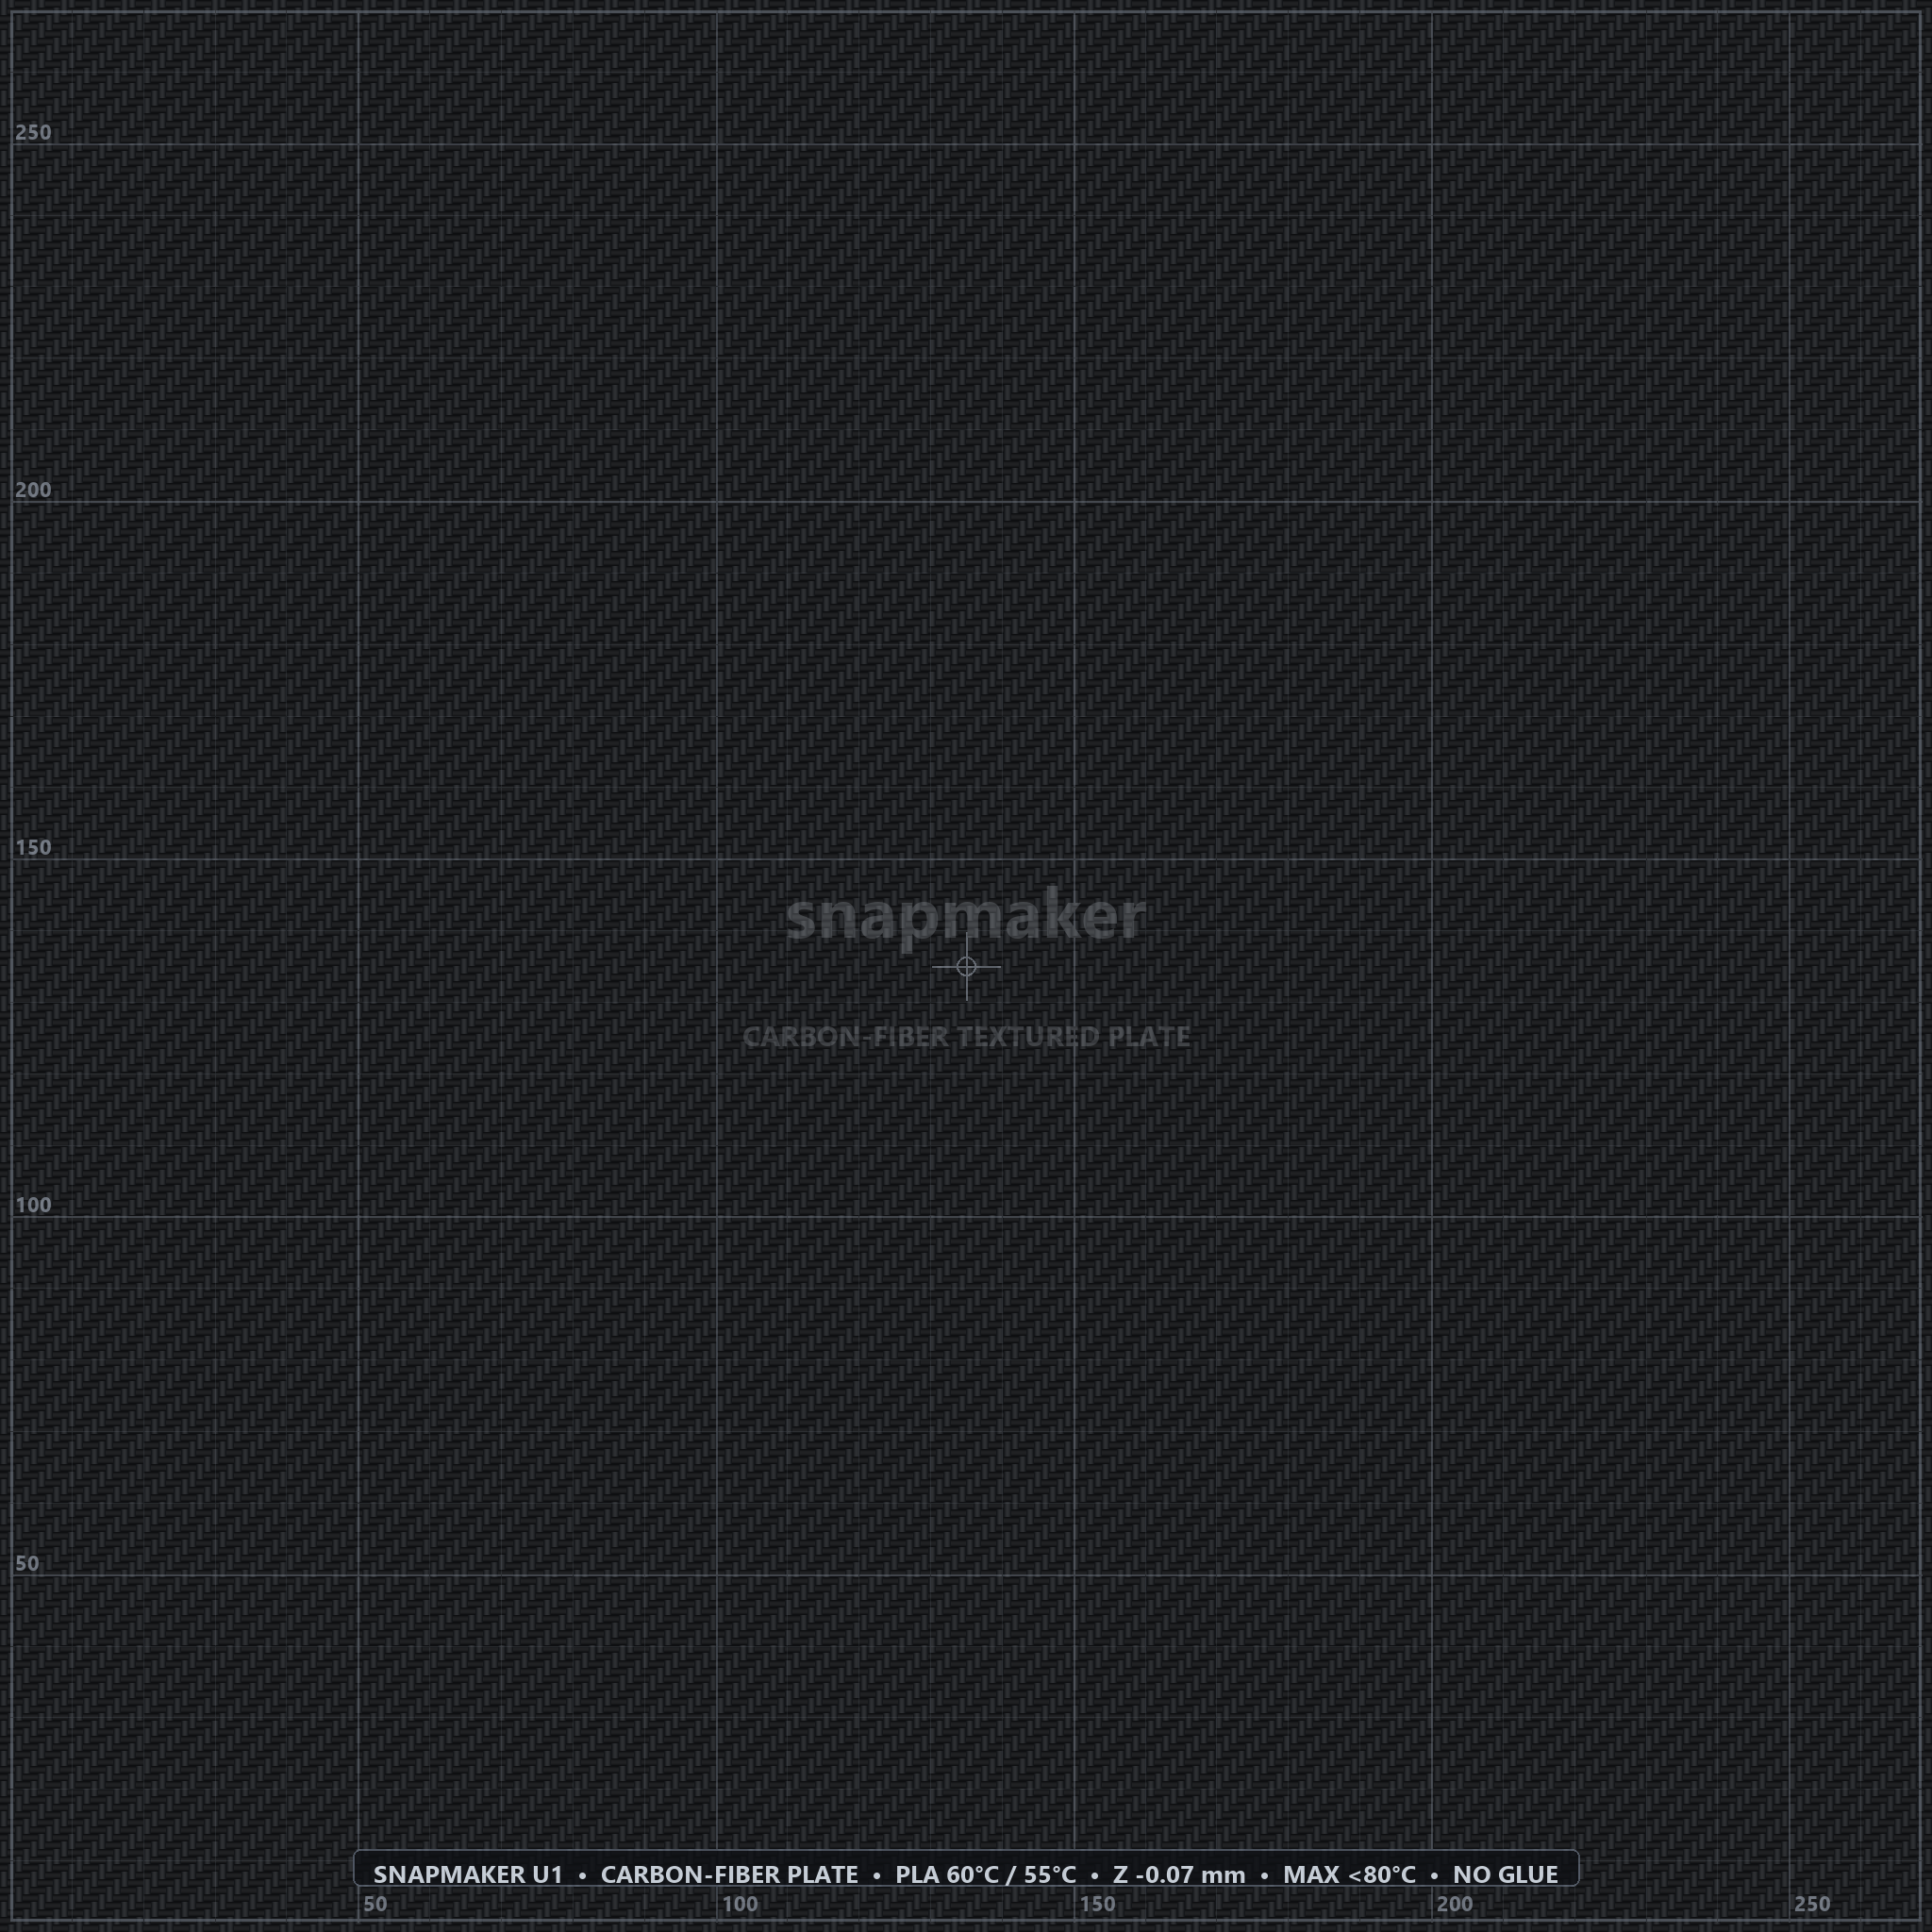 250
200
150
snapmaker
CARBON-FIBER TEXTURED PLATE
100
50
SNAPMAKER U1 • CARBON-FIBER PLATE • PLA 60°C / 55°C • Z -0.07 mm • MAX <80°C • NO GLUE
50 100 150 200 250